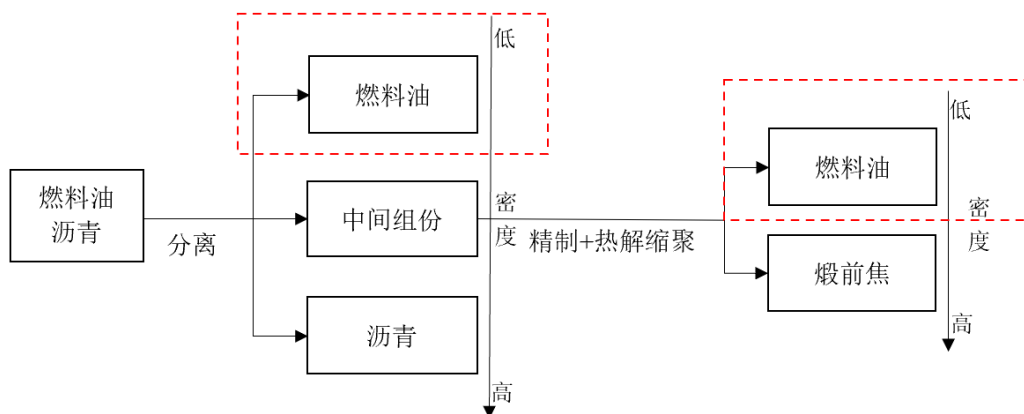 燃料油
沥青
分离
燃料油
中间组份
沥青
低
密
度
高
精制+热解缩聚
燃料油
煅前焦
低
密
度
高